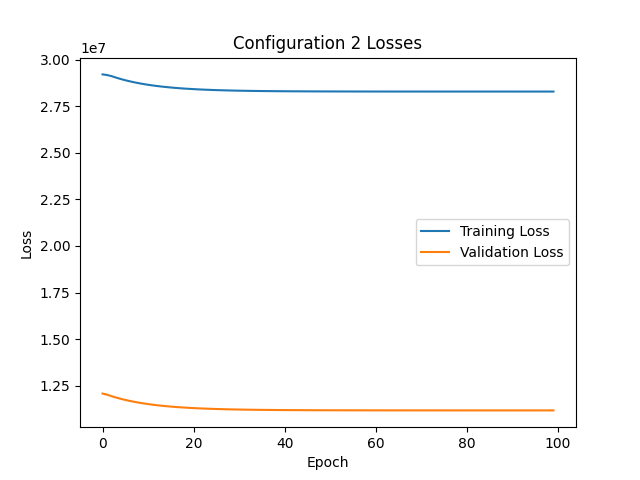 Configuration 2 Losses
1e7
3.00
2.75
2.50
2.25
2.00
1.75
1.50
1.25
Loss
Training Loss
Validation Loss
0 20 40 60 80 100
Epoch